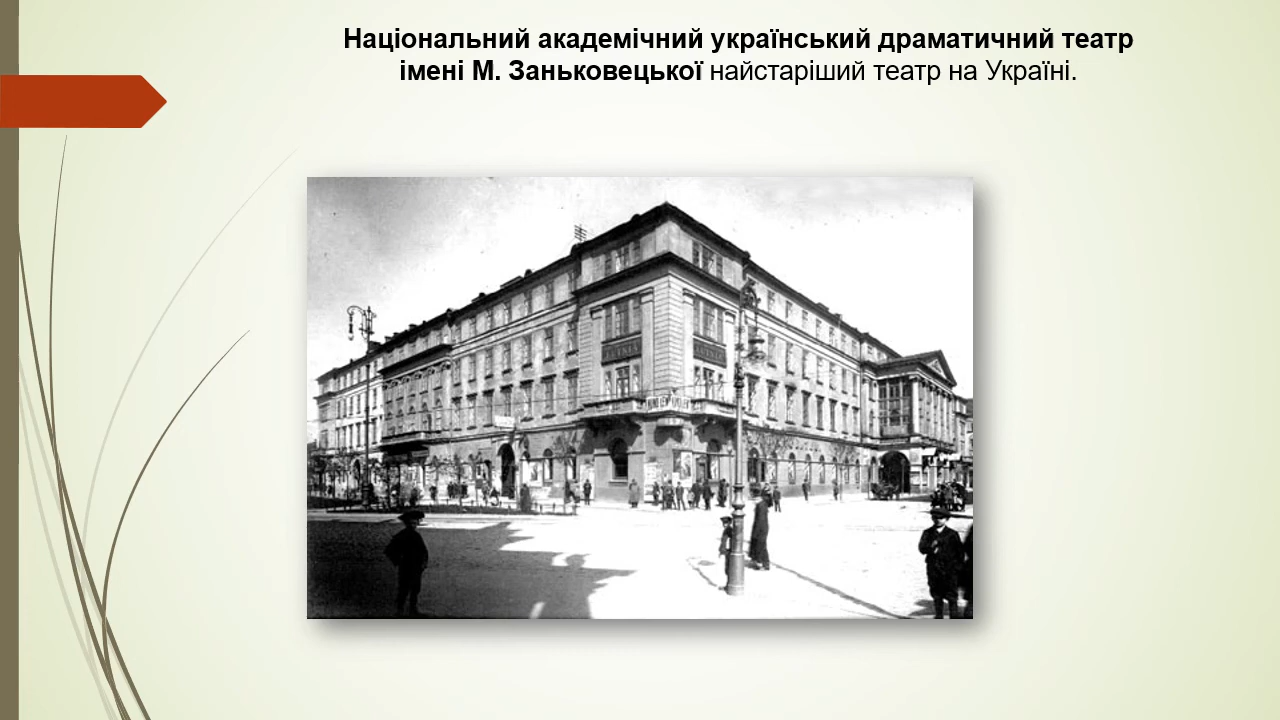 Національний академічний український драматичний театр
імені М. Заньковецької найстаріший театр на Україні.